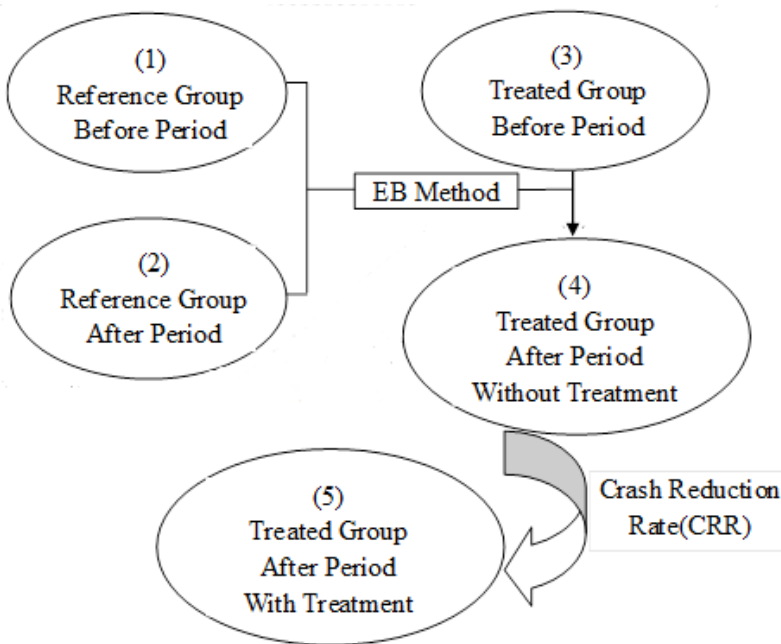 (1)
Reference Group
Before Period
(3)
Treated Group
Before Period
EB Method
(2)
Reference Group
After Period
(4)
Treated Group
After Period
Without Treatment
Crash Reduction
Rate(CRR)
(5)
Treated Group
After Period
With Treatment